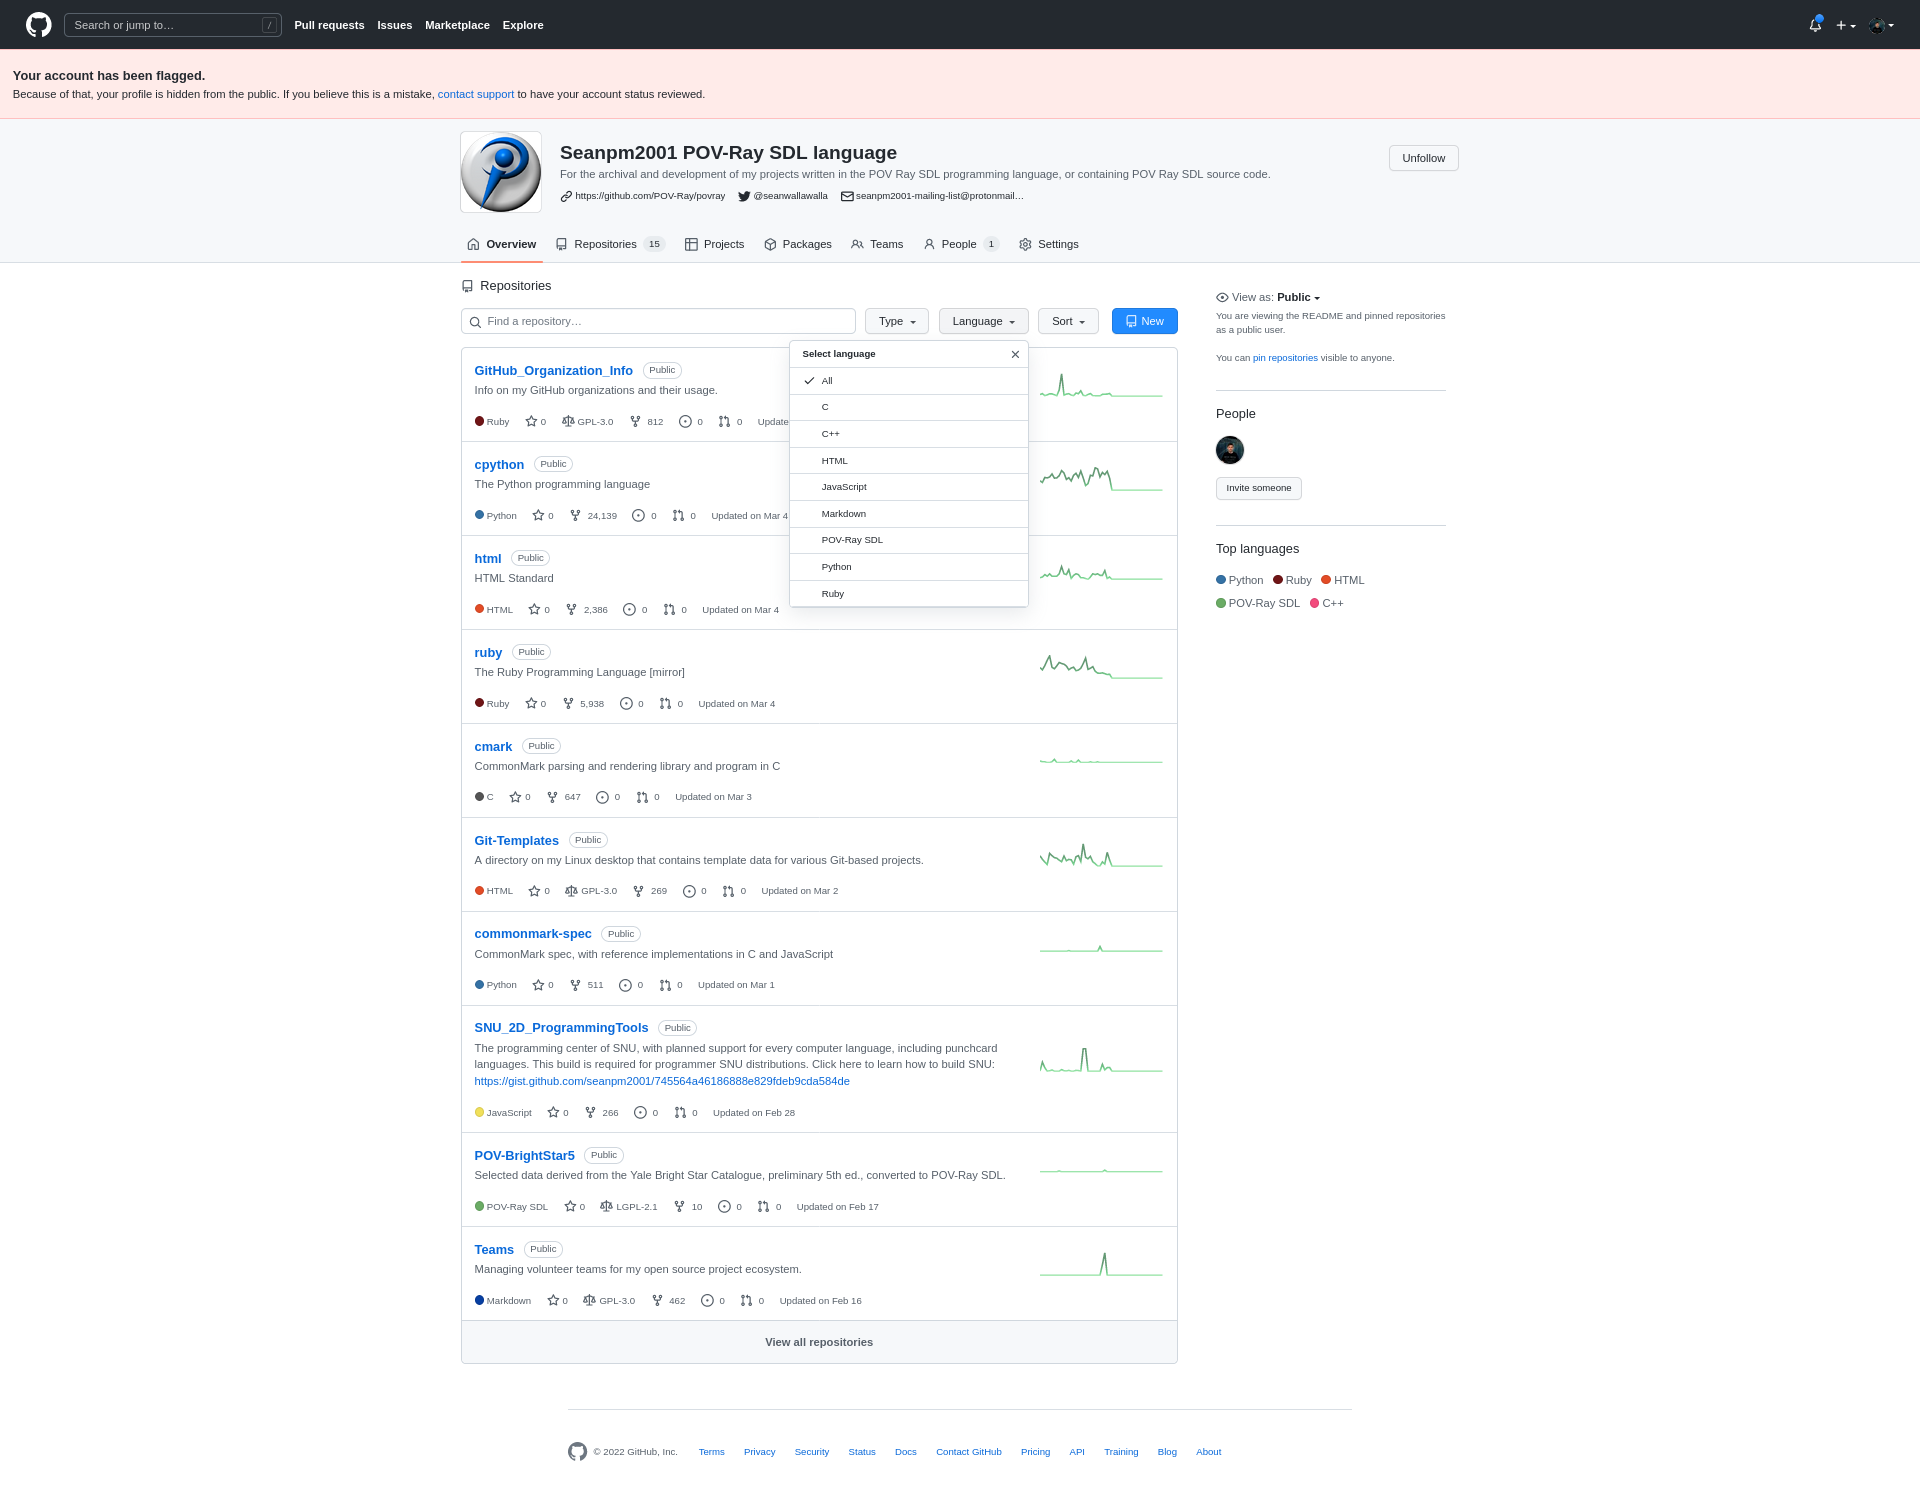 Search or jump to… /
Pull requests Issues Marketplace Explore
Your account has been flagged.
Because of that, your profile is hidden from the public. If you believe this is a mistake, contact support to have your account status reviewed.
Seanpm2001 POV-Ray SDL language
Unfollow
For the archival and development of my projects written in the POV Ray SDL programming language, or containing POV Ray SDL source code.
https://github.com/POV-Ray/povray @seanwallawalla seanpm2001-mailing-list@protonmail…
Overview Repositories 15 Projects Packages Teams People 1 Settings
Repositories
Find a repository… Type Language Sort New
Select language
All
C
C++
HTML
JavaScript
Markdown
POV-Ray SDL
Python
Ruby
GitHub_Organization_Info Public
Info on my GitHub organizations and their usage.
Ruby 0 GPL-3.0 812 0 0 Update
cpython Public
The Python programming language
Python 0 24,139 0 0 Updated on Mar 4
html Public
HTML Standard
HTML 0 2,386 0 0 Updated on Mar 4
ruby Public
The Ruby Programming Language [mirror]
Ruby 0 5,938 0 0 Updated on Mar 4
cmark Public
CommonMark parsing and rendering library and program in C
C 0 647 0 0 Updated on Mar 3
Git-Templates Public
A directory on my Linux desktop that contains template data for various Git-based projects.
HTML 0 GPL-3.0 269 0 0 Updated on Mar 2
commonmark-spec Public
CommonMark spec, with reference implementations in C and JavaScript
Python 0 511 0 0 Updated on Mar 1
SNU_2D_ProgrammingTools Public
The programming center of SNU, with planned support for every computer language, including punchcard
languages. This build is required for programmer SNU distributions. Click here to learn how to build SNU:
https://gist.github.com/seanpm2001/745564a46186888e829fdeb9cda584de
JavaScript 0 266 0 0 Updated on Feb 28
POV-BrightStar5 Public
Selected data derived from the Yale Bright Star Catalogue, preliminary 5th ed., converted to POV-Ray SDL.
POV-Ray SDL 0 LGPL-2.1 10 0 0 Updated on Feb 17
Teams Public
Managing volunteer teams for my open source project ecosystem.
Markdown 0 GPL-3.0 462 0 0 Updated on Feb 16
View all repositories
View as: Public
You are viewing the README and pinned repositories
as a public user.
You can pin repositories visible to anyone.
People
Invite someone
Top languages
Python Ruby HTML
POV-Ray SDL C++
© 2022 GitHub, Inc. Terms Privacy Security Status Docs Contact GitHub Pricing API Training Blog About